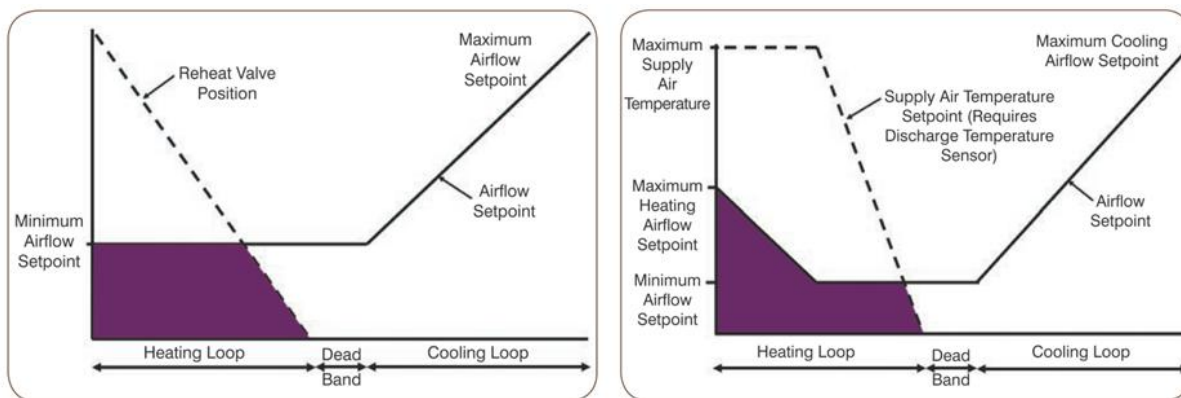 Reheat Valve
Position
Maximum
Airflow
Setpoint
Minimum
Airflow
Setpoint
Airflow
Setpoint
Heating Loop
Dead
Band
Cooling Loop
Maximum
Supply
Air
Temperature
Maximum Cooling
Airflow Setpoint
Supply Air Temperature
Setpoint (Requires
Discharge Temperature
Sensor)
Maximum
Heating
Airflow
Setpoint
Airflow
Setpoint
Minimum
Airflow
Setpoint
Heating Loop
Dead
Band
Cooling Loop